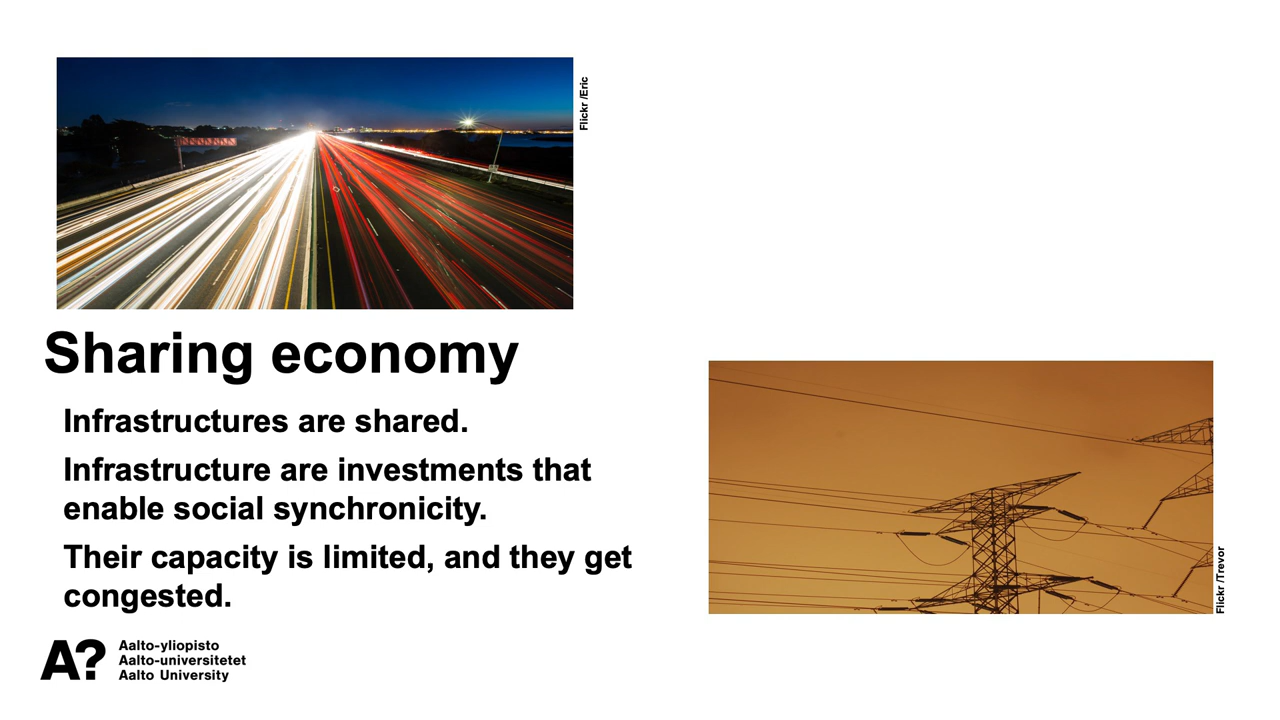 Flickr /Eric
Sharing economy
Infrastructures are shared.
Infrastructure are investments that
enable social synchronicity.
Their capacity is limited, and they get
congested.
Flickr /Trevor
A?
Aalto-yliopisto
Aalto-universitetet
Aalto University